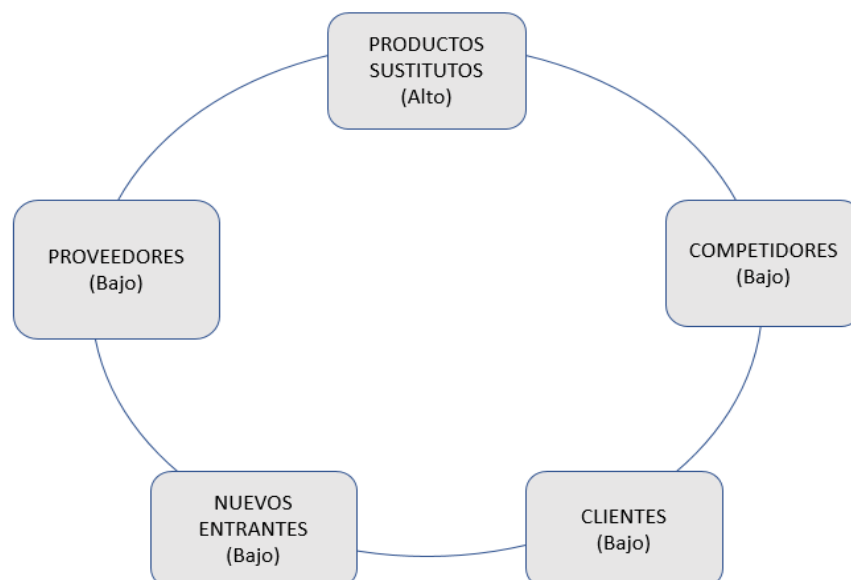 PRODUCTOS
SUSTITUTOS
(Alto)
PROVEEDORES
(Bajo)
COMPETIDORES
(Bajo)
NUEVOS
ENTRANTES
(Bajo)
CLIENTES
(Bajo)